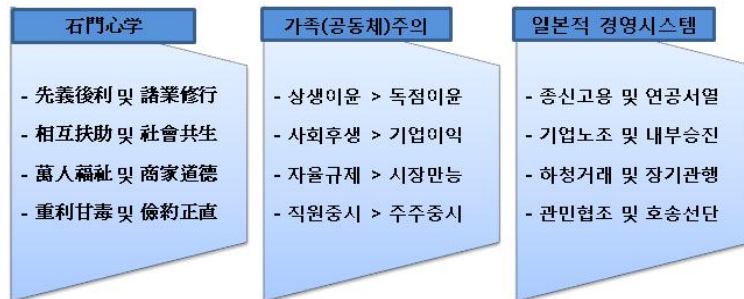 石門心学
- 先義後利 및 諸業修行
- 相互扶助 및 社會共生
- 萬人福祉 및 商家道德
- 重利甘毒 및 儉約正直
가족(공동체)주의
- 상생이윤 > 독점이윤
- 사회후생 > 기업이익
- 자율규제 > 시장만능
- 직원중시 > 주주중시
일본적 경영시스템
- 종신고용 및 연공서열
- 기업노조 및 내부승진
- 하청거래 및 장기관행
- 관민협조 및 호송선단